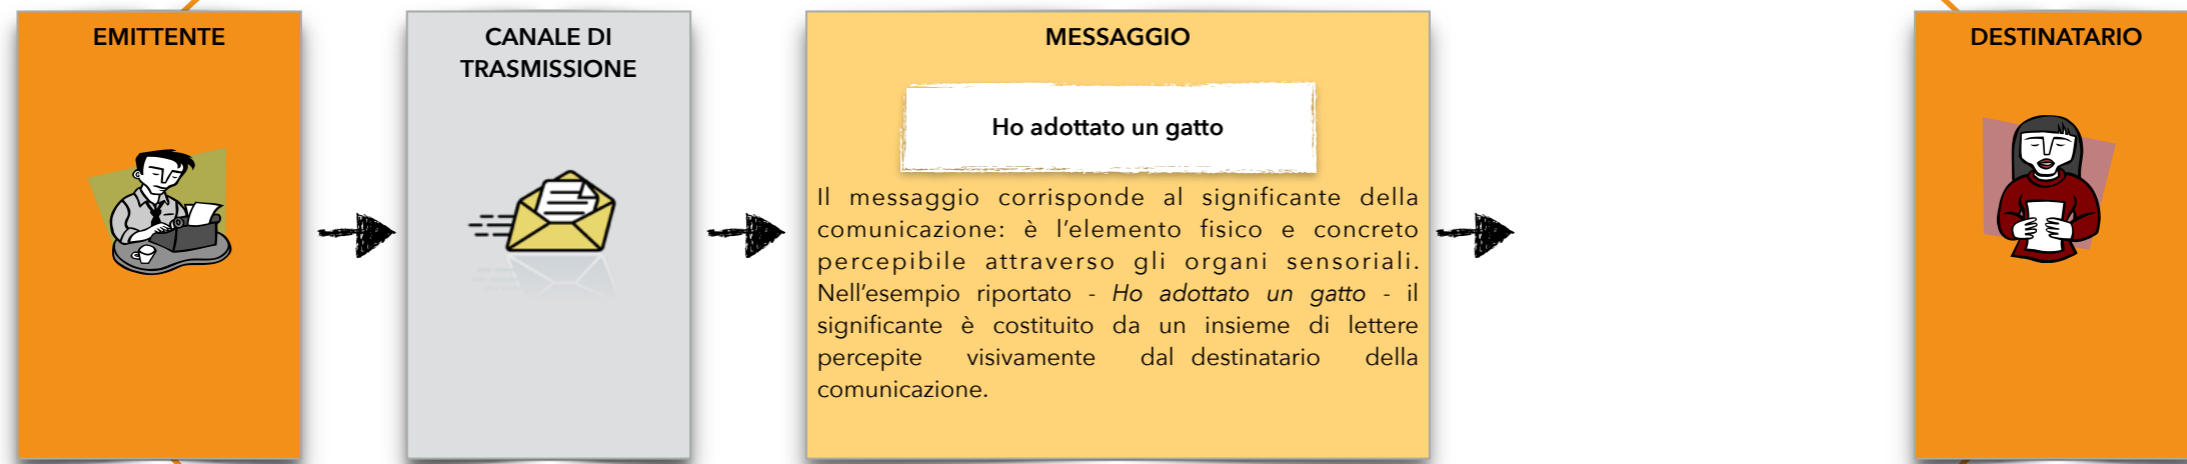 EMITTENTE
CANALE DI
TRASMISSIONE
MESSAGGIO
Ho adottato un gatto
Il messaggio corrisponde al significante della
comunicazione: è l'elemento fisico e concreto
percepibile attraverso gli organi sensoriali.
Nell'esempio riportato - Ho adottato un gatto - il
significante è costituito da un insieme di lettere
percepite visivamente dal destinatario della
comunicazione.
DESTINATARIO